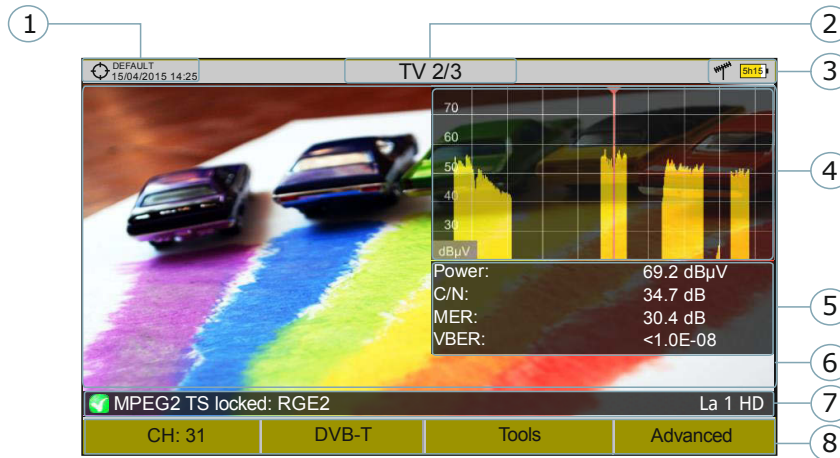 1
2
3
DEFAULT
15/04/2015 14:25
TV 2/3
5h15
70
60
50
40
30
dBµV
4
Power: 69.2 dBµV
C/N: 34.7 dB
MER: 30.4 dB
VBER: <1.0E-08
5
6
MPEG2 TS locked: RGE2 La 1 HD
7
CH: 31 DVB-T Tools Advanced
8